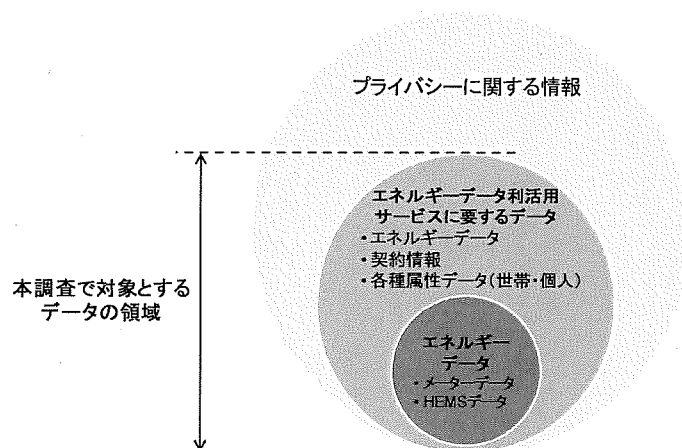 プライバシーに関する情報
エネルギーデータ利活用
サービスに要するデータ
・エネルギーデータ
・契約情報
・各種属性データ(世帯・個人)
本調査で対象とする
データの領域
エネルギー
データ
・メーターデータ
・HEMSデータ